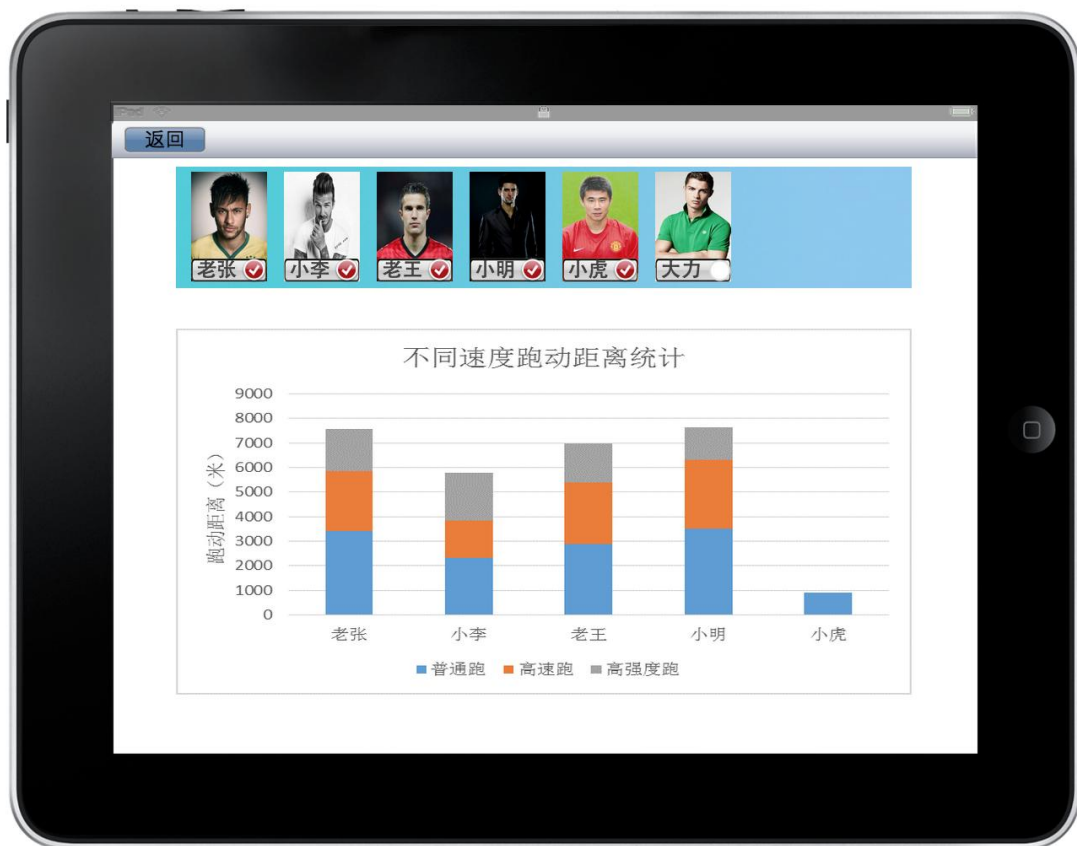 iPad
返回
老张 小李 老王 小明 小虎 大力
不同速度跑动距离统计
9000
8000
7000
6000
5000
4000
3000
2000
1000
0
跑动距离（米）
老张 小李 老王 小明 小虎
普通跑 高速跑 高强度跑